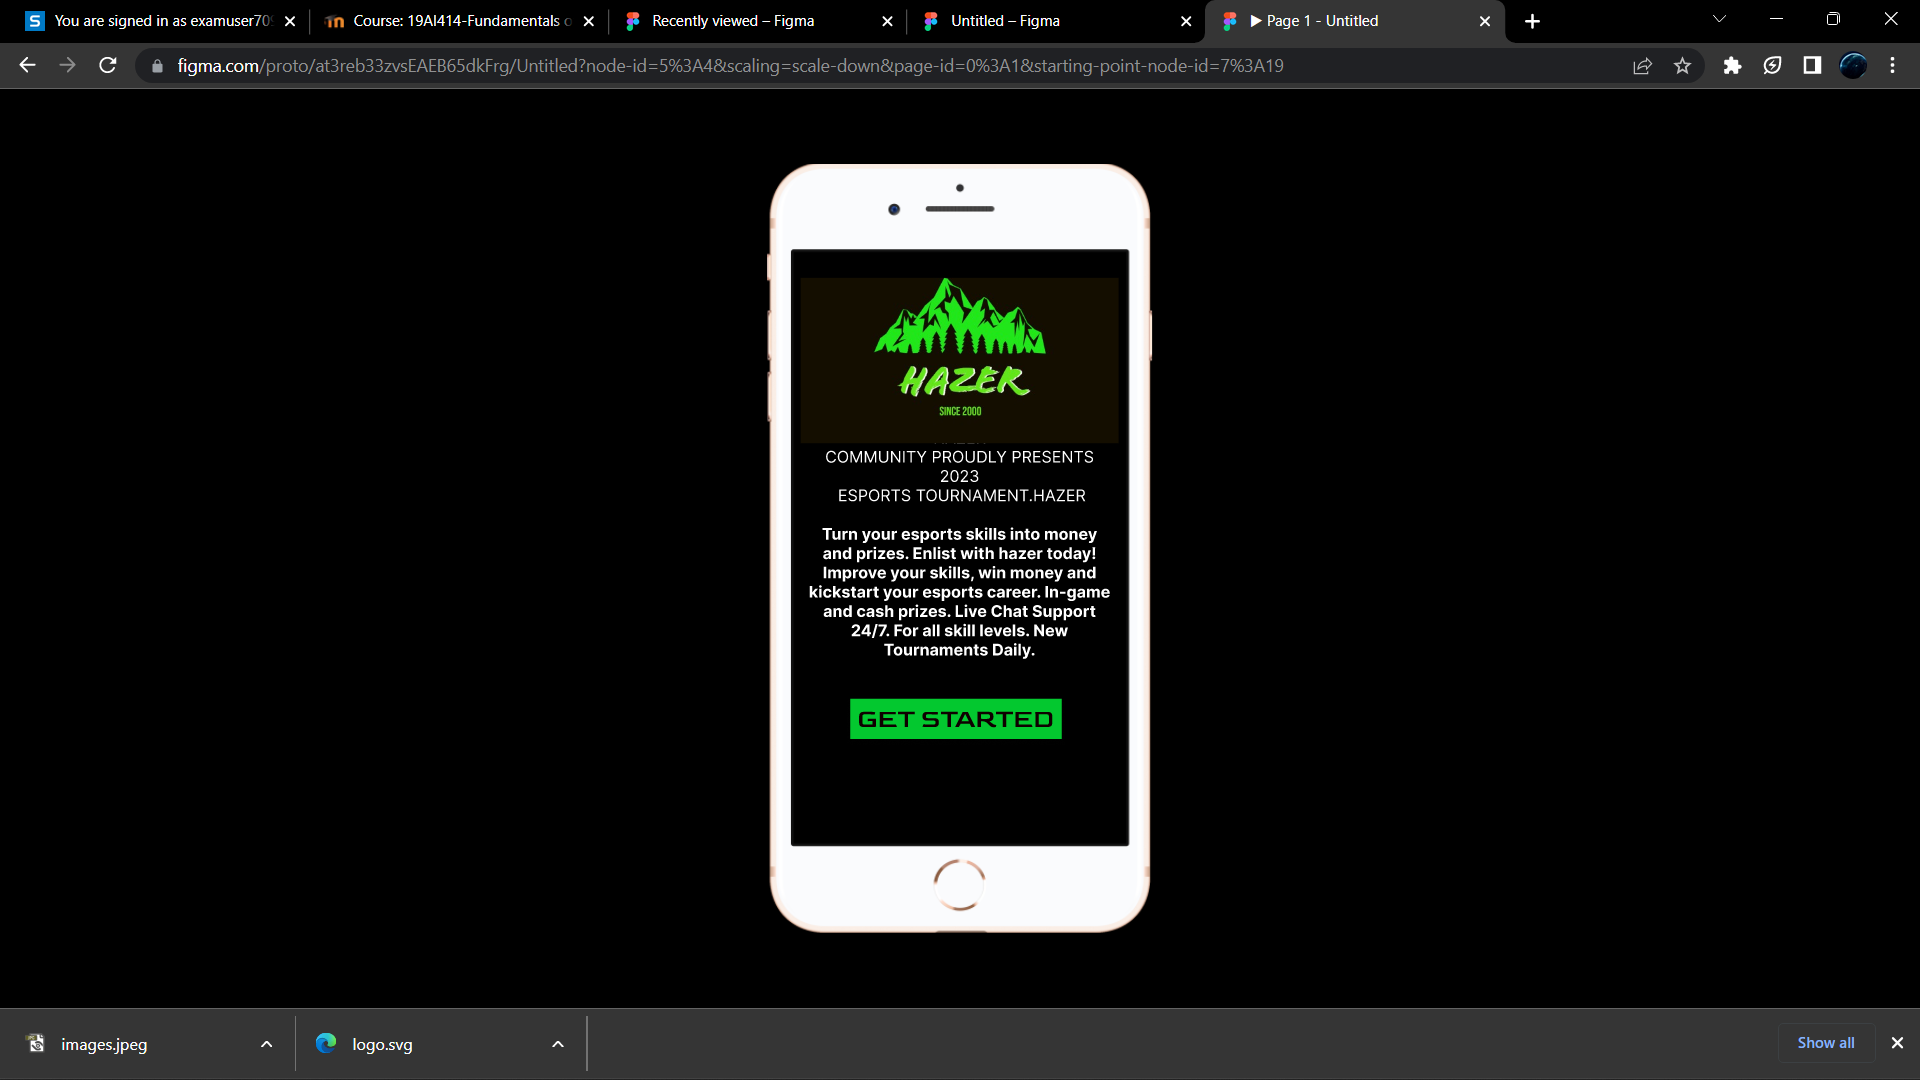 You are signed in as examuser709
Course: 19AI414-Fundamentals o
Recently viewed – Figma
Untitled – Figma
Page 1 - Untitled
figma.com/proto/at3reb33zvsEAEB65dkFrg/Untitled?node-id=5%3A4&scaling=scale-down&page-id=0%3A1&starting-point-node-id=7%3A19
HAZER
SINCE 2000
COMMUNITY PROUDLY PRESENTS
2023
ESPORTS TOURNAMENT.HAZER
Turn your esports skills into money
and prizes. Enlist with hazer today!
Improve your skills, win money and
kickstart your esports career. In-game
and cash prizes. Live Chat Support
24/7. For all skill levels. New
Tournaments Daily.
GET STARTED
images.jpeg
logo.svg
Show all